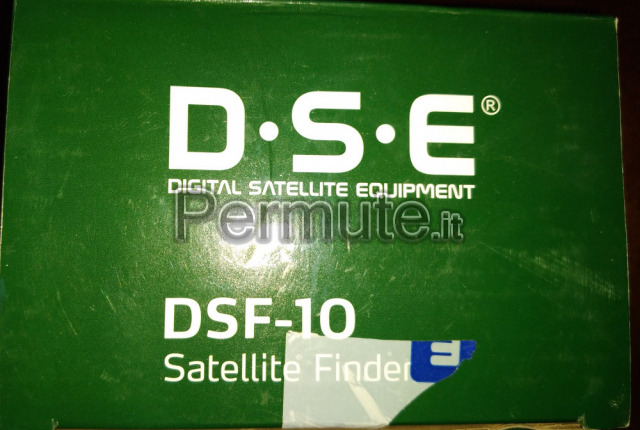 D·S·E®
DIGITAL SATELLITE EQUIPMENT
Permute.it
DSF-10
Satellite Finder